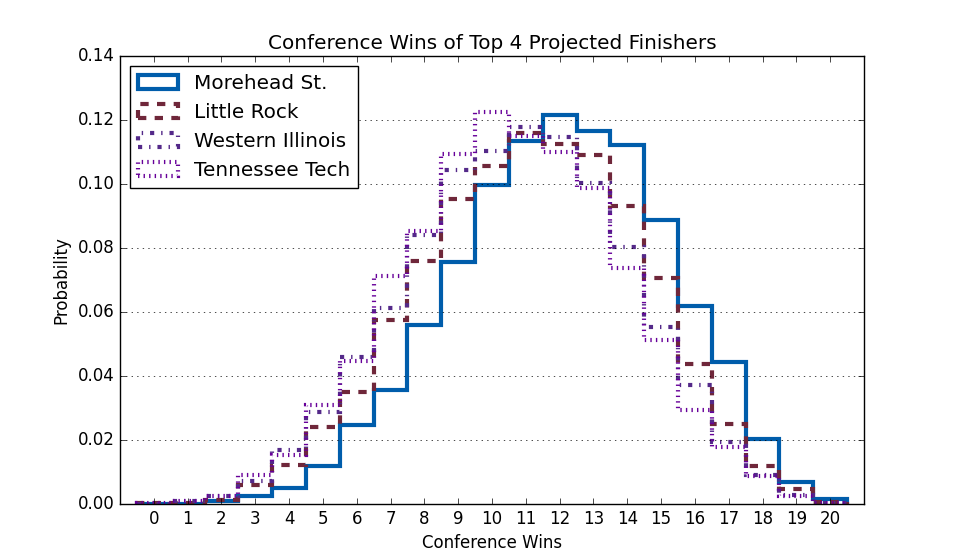 Conference Wins of Top 4 Projected Finishers
Morehead St.
Little Rock
Western Illinois
Tennessee Tech
Probability
0.14
0.12
0.10
0.08
0.06
0.04
0.02
0.00
0 1 2 3 4 5 6 7 8 9 10 11 12 13 14 15 16 17 18 19 20
Conference Wins